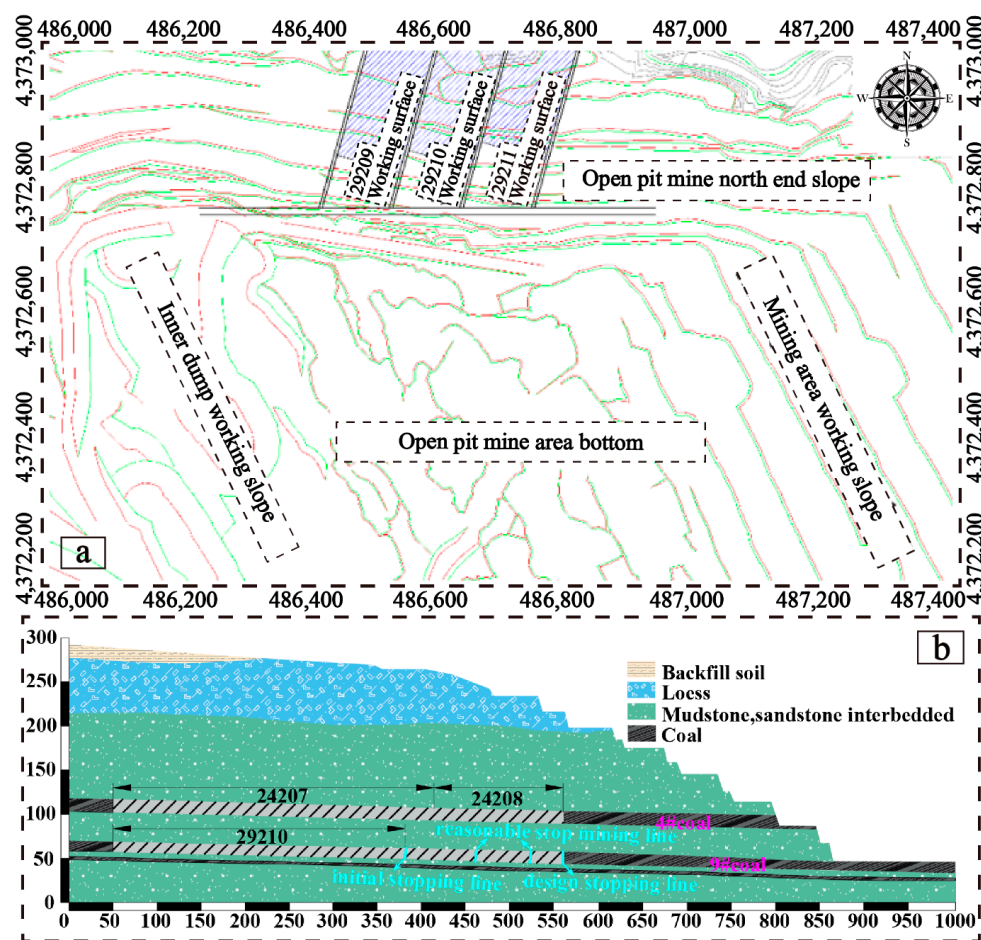 486,000 486,200 486,400 486,600 486,800 487,000 487,200 487,400
4,373,000
4,372,800
4,372,600
4,372,400
4,372,200
4,373,000
4,372,800
4,372,600
4,372,400
4,372,200
N
W E
S
29209
Working surface
29210
Working surface
29211
Working surface
Open pit mine north end slope
Inner dump working slope
Mining area working slope
Open pit mine area bottom
a
486,000 486,200 486,400 486,600 486,800 487,000 487,200 487,400
b
300
250
200
150
100
50
0
Backfill soil
Loess
Mudstone,sandstone interbedded
Coal
24207 24208
4#coal
29210
reasonable stop mining line
9#coal
initial stopping line
design stopping line
0 50 100 150 200 250 300 350 400 450 500 550 600 650 700 750 800 850 900 950 1000